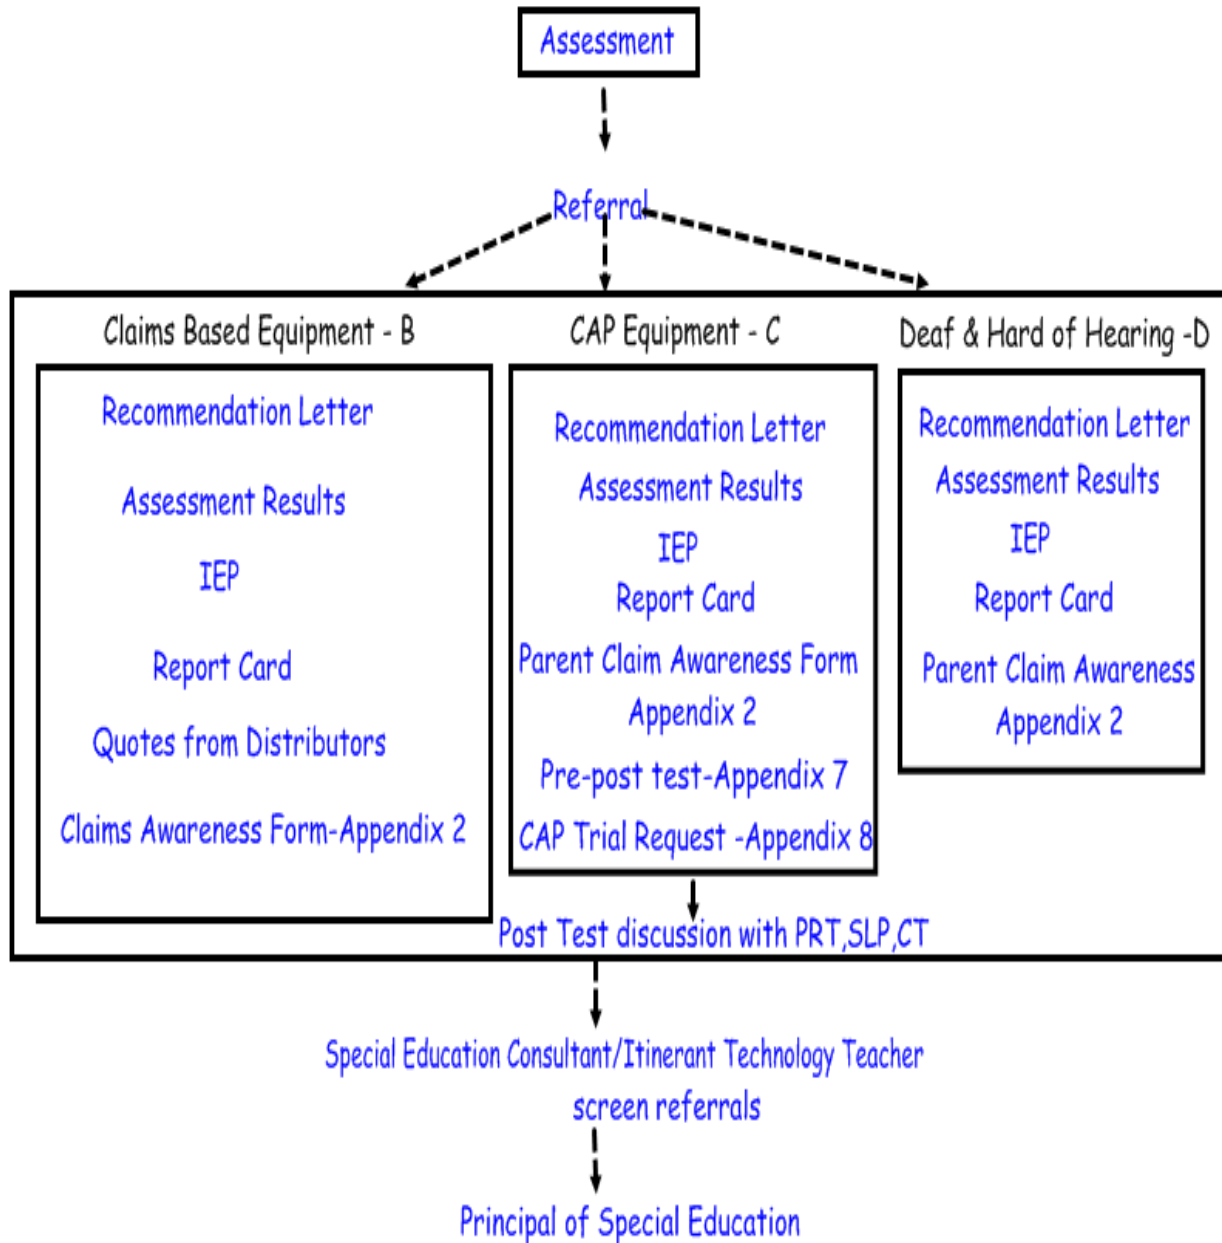 Assessment
Referral
Claims Based Equipment - B
Recommendation Letter
Assessment Results
IEP
Report Card
Quotes from Distributors
Claims Awareness Form-Appendix 2
CAP Equipment - C
Recommendation Letter
Assessment Results
IEP
Report Card
Parent Claim Awareness Form
Appendix 2
Pre-post test-Appendix 7
CAP Trial Request -Appendix 8
Post Test discussion with PRT,SLP,CT
Deaf & Hard of Hearing -D
Recommendation Letter
Assessment Results
IEP
Report Card
Parent Claim Awareness
Appendix 2
Special Education Consultant/Itinerant Technology Teacher
screen referrals
Principal of Special Education